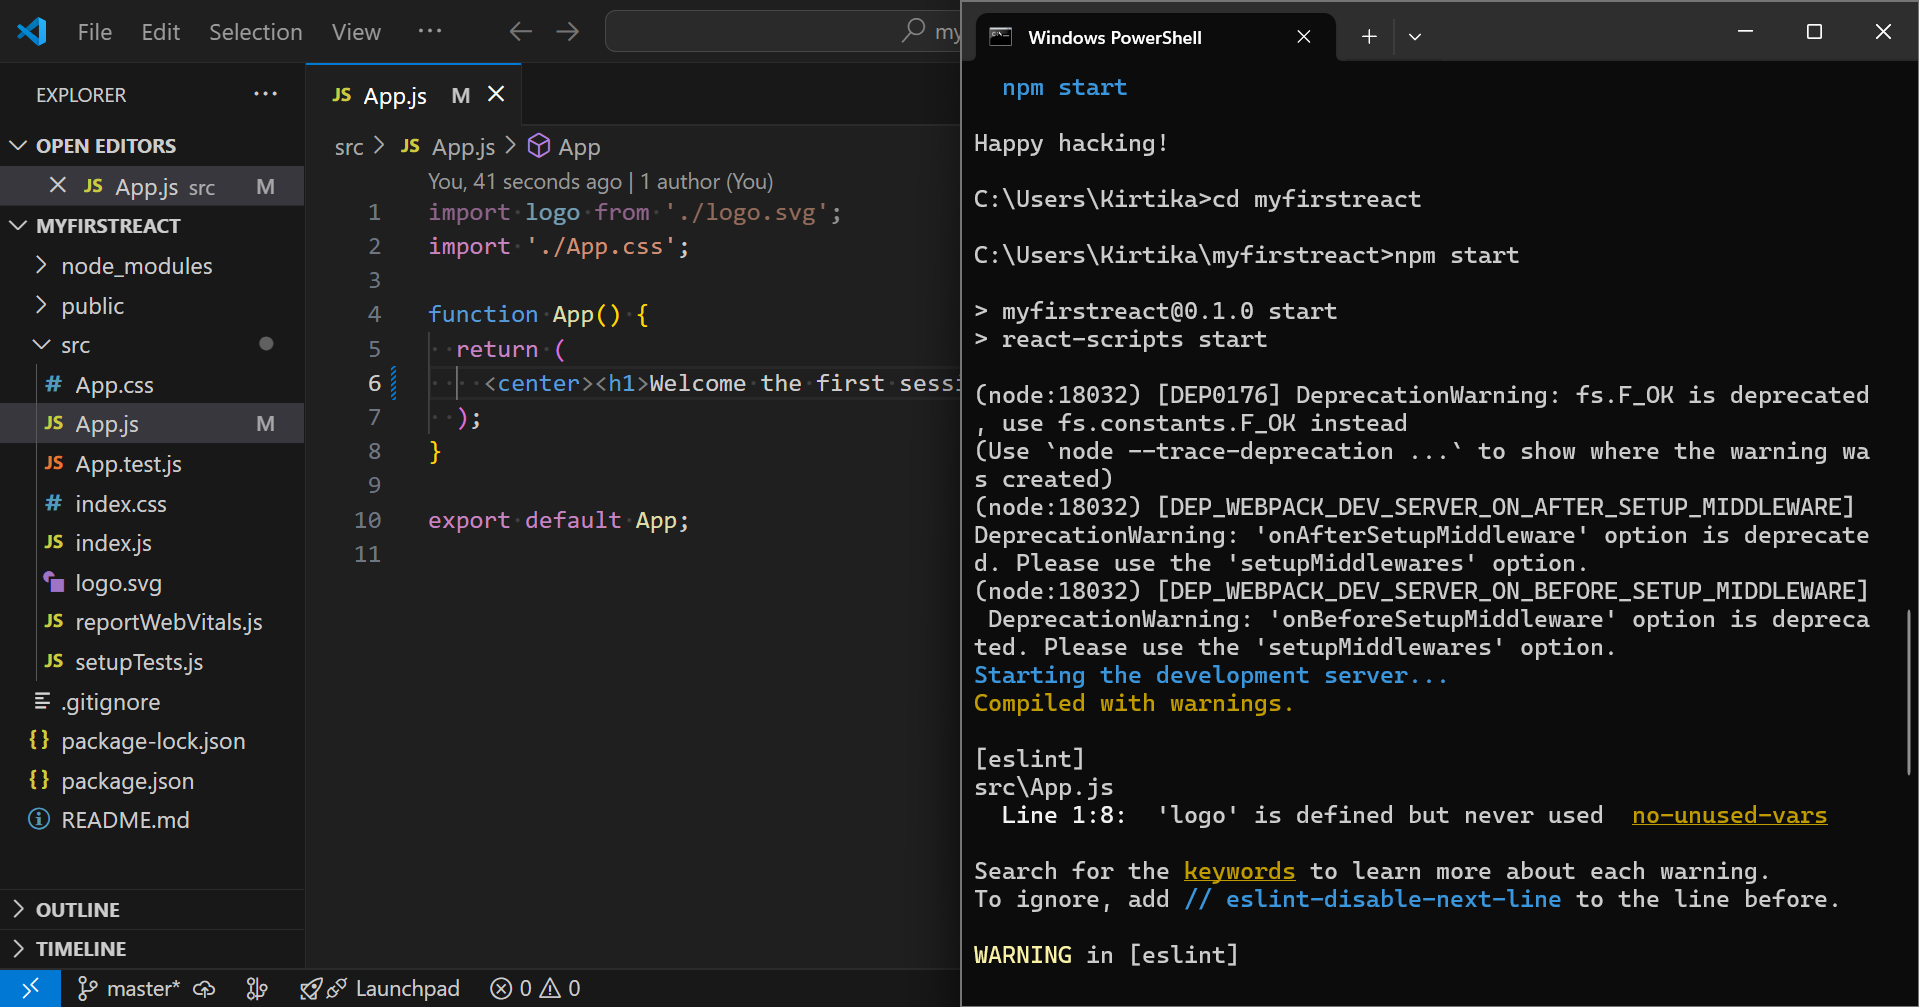 File Edit Selection View ···
my
EXPLORER ···
OPEN EDITORS
JS App.js src M
MYFIRSTREACT
node_modules
public
src
# App.css
JS App.js M
JS App.test.js
# index.css
JS index.js
logo.svg
JS reportWebVitals.js
JS setupTests.js
.gitignore
{} package-lock.json
{} package.json
README.md
OUTLINE
TIMELINE
master* Launchpad 0 0
JS App.js M
src > JS App.js > App
You, 41 seconds ago | 1 author (You)
1 import logo from './logo.svg';
2 import './App.css';
3
4 function App() {
5 return (
6 <center><h1>Welcome the first sessi
7 );
8 }
9
10 export default App;
11
Windows PowerShell
npm start
Happy hacking!
C:\Users\Kirtika>cd myfirstreact
C:\Users\Kirtika\myfirstreact>npm start
> myfirstreact@0.1.0 start
> react-scripts start
(node:18032) [DEP0176] DeprecationWarning: fs.F_OK is deprecated
, use fs.constants.F_OK instead
(Use `node --trace-deprecation ...` to show where the warning wa
s created)
(node:18032) [DEP_WEBPACK_DEV_SERVER_ON_AFTER_SETUP_MIDDLEWARE]
DeprecationWarning: 'onAfterSetupMiddleware' option is deprecate
d. Please use the 'setupMiddlewares' option.
(node:18032) [DEP_WEBPACK_DEV_SERVER_ON_BEFORE_SETUP_MIDDLEWARE]
DeprecationWarning: 'onBeforeSetupMiddleware' option is depreca
ted. Please use the 'setupMiddlewares' option.
Starting the development server...
Compiled with warnings.
[eslint]
src\App.js
Line 1:8: 'logo' is defined but never used no-unused-vars
Search for the keywords to learn more about each warning.
To ignore, add // eslint-disable-next-line to the line before.
WARNING in [eslint]